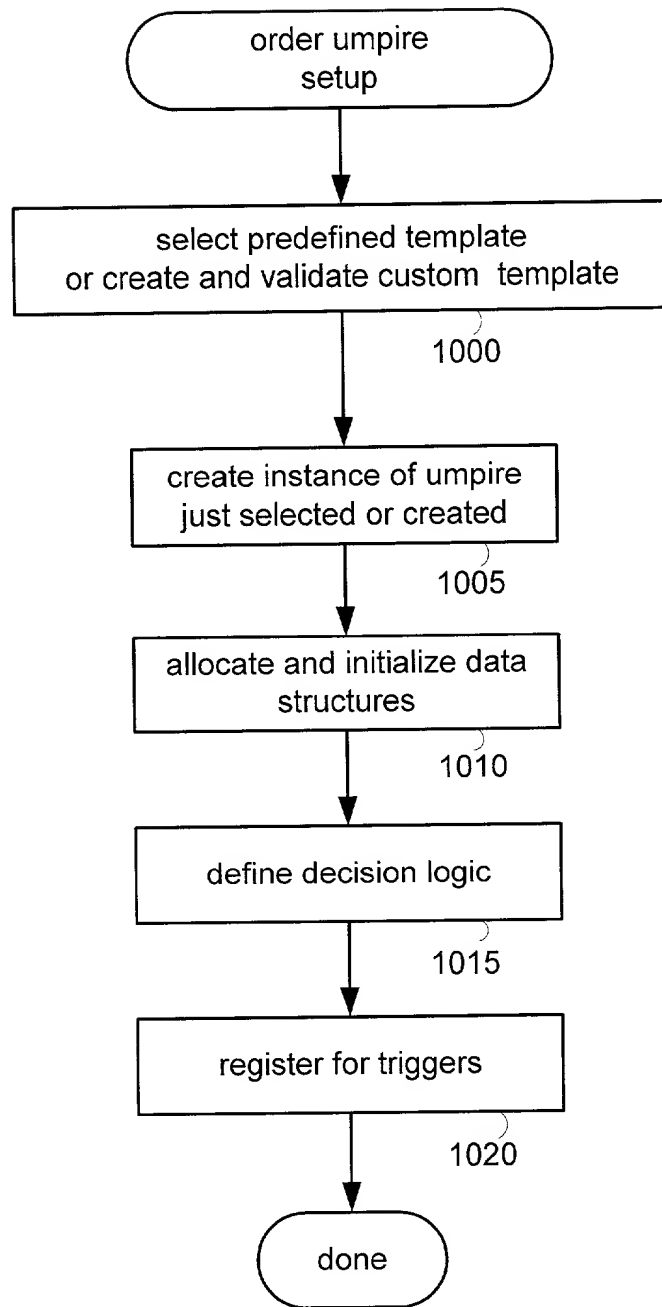 order umpire
setup
select predefined template
or create and validate custom template
1000
create instance of umpire
just selected or created
1005
allocate and initialize data
structures
1010
define decision logic
1015
register for triggers
1020
done